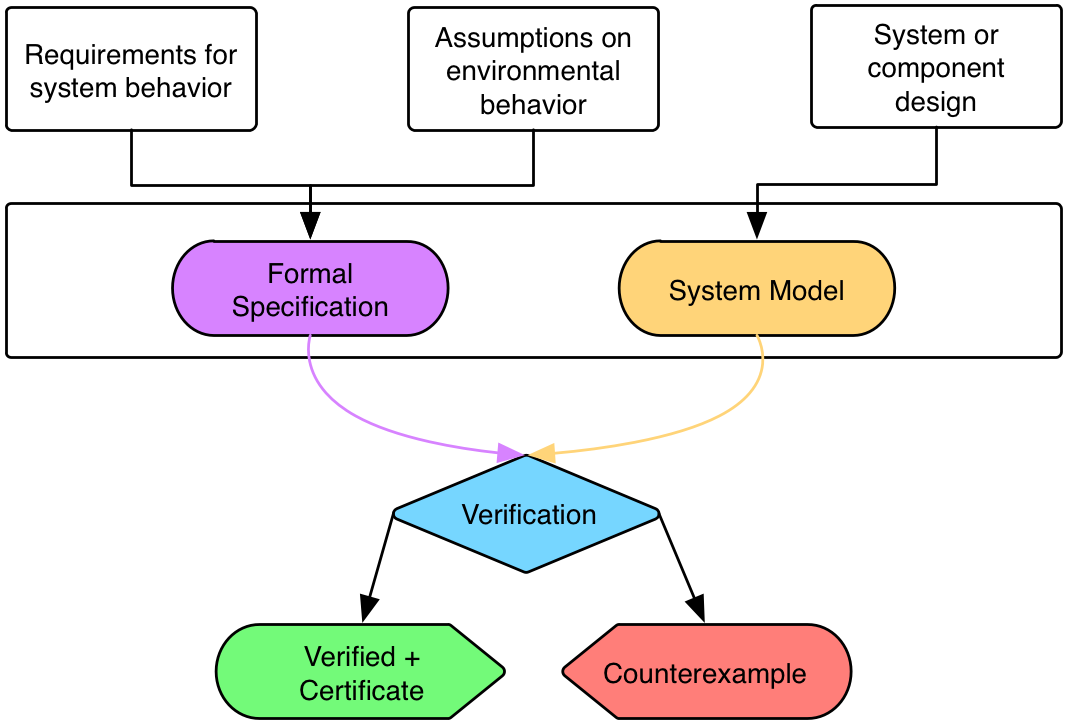 Requirements for
system behavior
Assumptions on
environmental
behavior
System or
component
design
Formal
Specification
System Model
Verification
Verified +
Certificate
Counterexample